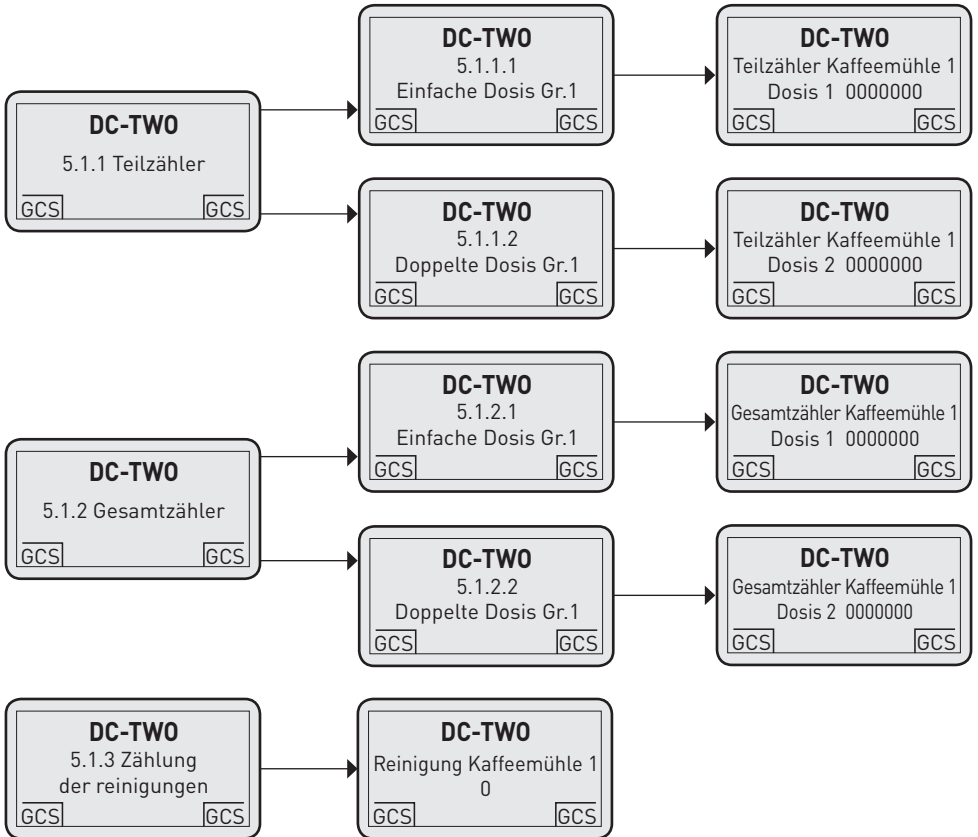 DC-TWO
5.1.1 Teilzähler
GCS GCS
DC-TWO
5.1.1.1
Einfache Dosis Gr.1
GCS GCS
DC-TWO
Teilzähler Kaffeemühle 1
Dosis 1 0000000
GCS GCS
DC-TWO
5.1.1.2
Doppelte Dosis Gr.1
GCS GCS
DC-TWO
Teilzähler Kaffeemühle 1
Dosis 2 0000000
GCS GCS
DC-TWO
5.1.2 Gesamtzähler
GCS GCS
DC-TWO
5.1.2.1
Einfache Dosis Gr.1
GCS GCS
DC-TWO
Gesamtzähler Kaffeemühle 1
Dosis 1 0000000
GCS GCS
DC-TWO
5.1.2.2
Doppelte Dosis Gr.1
GCS GCS
DC-TWO
Gesamtzähler Kaffeemühle 1
Dosis 2 0000000
GCS GCS
DC-TWO
5.1.3 Zählung
der reinigungen
GCS GCS
DC-TWO
Reinigung Kaffeemühle 1
0
GCS GCS